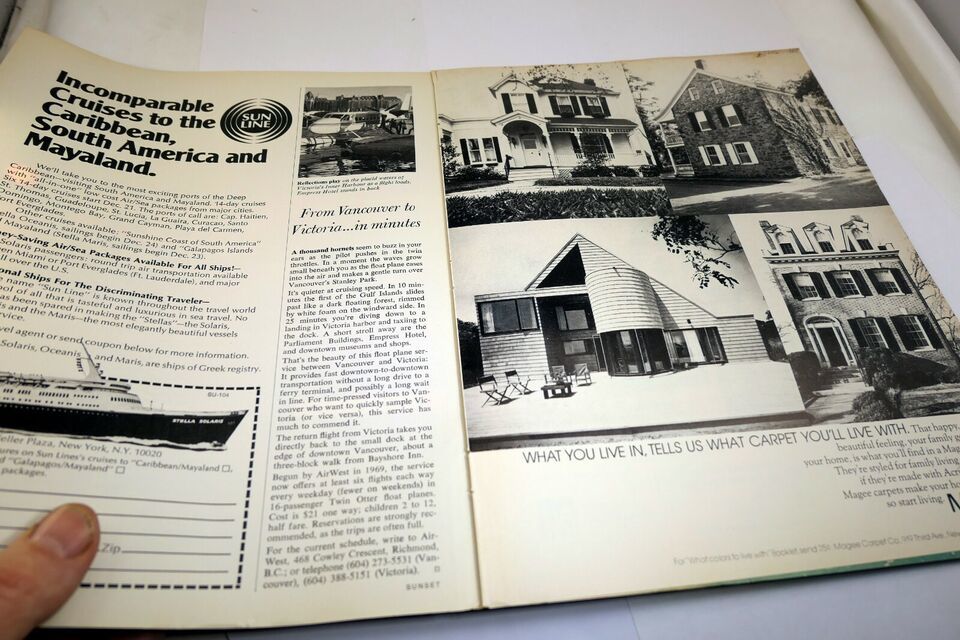 Incomparable
Cruises to the
Caribbean,
South America and
Mayaland.
SUN
LINE
We'll take you to the most exciting ports of the Deep
Caribbean—visiting South America and Mayaland. 14-day cruises
with "all-in-one" low-cost Air/Sea packages from major cities.
Six 14-day cruises start Dec. 21. The ports of call are: Cap. Haitien,
St. Thomas, Guadeloupe, St. Lucia, La Guaira, Curacao, Santo
Domingas, Montego Bay, Grand Cayman, Playa del Carmen,
Port Everglades.
Other cruises available: "Sunshine Coast of South America"
sailings begin Dec. 24) and "Galapagos Islands
Mayaland (Stella Maris, sailings begin Dec. 23).
ey-Saving Air/Sea Packages Available For All Ships!—
Solaris passengers: round trip air transportation available
en Miami or Port Everglades (Ft. Lauderdale), and major
ll over the U.S.
onal Ships For The Discriminating Traveler—
e name "Sun Line" is known throughout the travel world
bol of all that is tasteful and luxurious in sea travel. No
as been spared in making the "Stellas"—the Solaris,
is and the Maris—the most elegantly beautiful vessels
rvice.
vel agent or send coupon below for more information.
Solaris, Oceanis and Maris, are ships of Greek registry.
SU-104
STELLA SOLARIS
feller Plaza, New York, N.Y. 10020
ures on Sun Line's cruises to "Caribbean/Mayaland □,
nd "Galapagos/Mayaland" □
packages
Zip
Reflections play on the placid waters of
Victoria's Inner Harbour as a flight loads.
Empress Hotel stands in back
From Vancouver to
Victoria...in minutes
A thousand hornets seem to buzz in your
ears as the pilot pushes in the twin
throttles. In a moment the waves grow
small beneath you as the float plane eases
into the air and makes a gentle turn over
Vancouver's Stanley Park.
It's quieter at cruising speed. In 10 min-
utes the first of the Gulf Islands slides
past like a dark floating forest, rimmed
by white foam on the windward side. In
25 minutes you're diving down to a
landing in Victoria harbor and taxiing to
the dock. A short stroll away are the
Parliament Buildings, Empress Hotel,
and downtown museums and shops.
That's the beauty of this float plane ser-
vice between Vancouver and Victoria:
It provides fast downtown-to-downtown
transportation without a long drive to a
ferry terminal, and possibly a long wait
in line. For time-pressed visitors to Van-
couver who want to quickly sample Vic-
toria (or vice versa), this service has
much to commend it.
The return flight from Victoria takes you
directly back to the small dock at the
edge of downtown Vancouver, about a
three-block walk from Bayshore Inn.
Begun by AirWest in 1969, the service
now offers at least six flights each way
every weekday (fewer on weekends) in
16-passenger Twin Otter float planes.
Cost is $21 one way; children 2 to 12,
half fare. Reservations are strongly rec-
ommended, as the trips are often full.
For the current schedule, write to Air-
West, 468 Cowley Crescent, Richmond,
B.C.; or telephone (604) 273-5531 (Van-
couver), (604) 388-5151 (Victoria). □
SUNSET
WHAT YOU LIVE IN, TELLS US WHAT CARPET YOU'LL LIVE WITH. That happy
beautiful feeling, your family g
your home, is what you'll find in a Mage
They're styled for family living
if they're made with Acr
Magee carpets make your ho
so start living.
For "What colors to live with" Booklet, send 25¢. Magee Carpet Co. 919 Third Ave., New